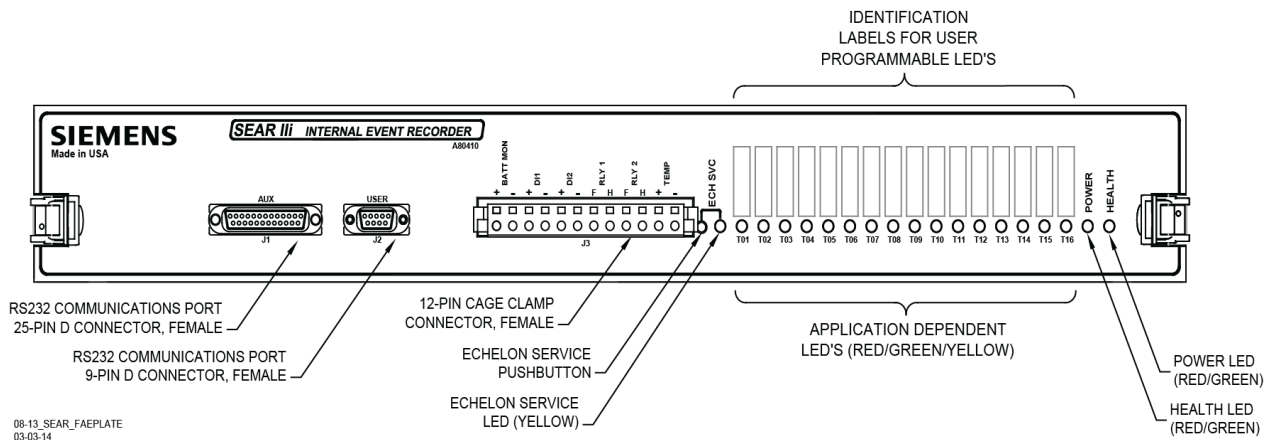 IDENTIFICATION
LABELS FOR USER
PROGRAMMABLE LED'S
SIEMENS
Made in USA
SEAR IIi INTERNAL EVENT RECORDER
A80410
AUX
J1
USER
J2
+ BATT MON -
+ DI1 -
+ DI2 -
F RLY 1 H
F RLY 2 H
+ TEMP -
J3
ECH SVC
T01 T02 T03 T04 T05 T06 T07 T08 T09 T10 T11 T12 T13 T14 T15 T16
POWER
HEALTH
RS232 COMMUNICATIONS PORT
25-PIN D CONNECTOR, FEMALE
RS232 COMMUNICATIONS PORT
9-PIN D CONNECTOR, FEMALE
12-PIN CAGE CLAMP
CONNECTOR, FEMALE
ECHELON SERVICE
PUSHBUTTON
ECHELON SERVICE
LED (YELLOW)
APPLICATION DEPENDENT
LED'S (RED/GREEN/YELLOW)
POWER LED
(RED/GREEN)
HEALTH LED
(RED/GREEN)
08-13_SEAR_FAEPLATE
03-03-14